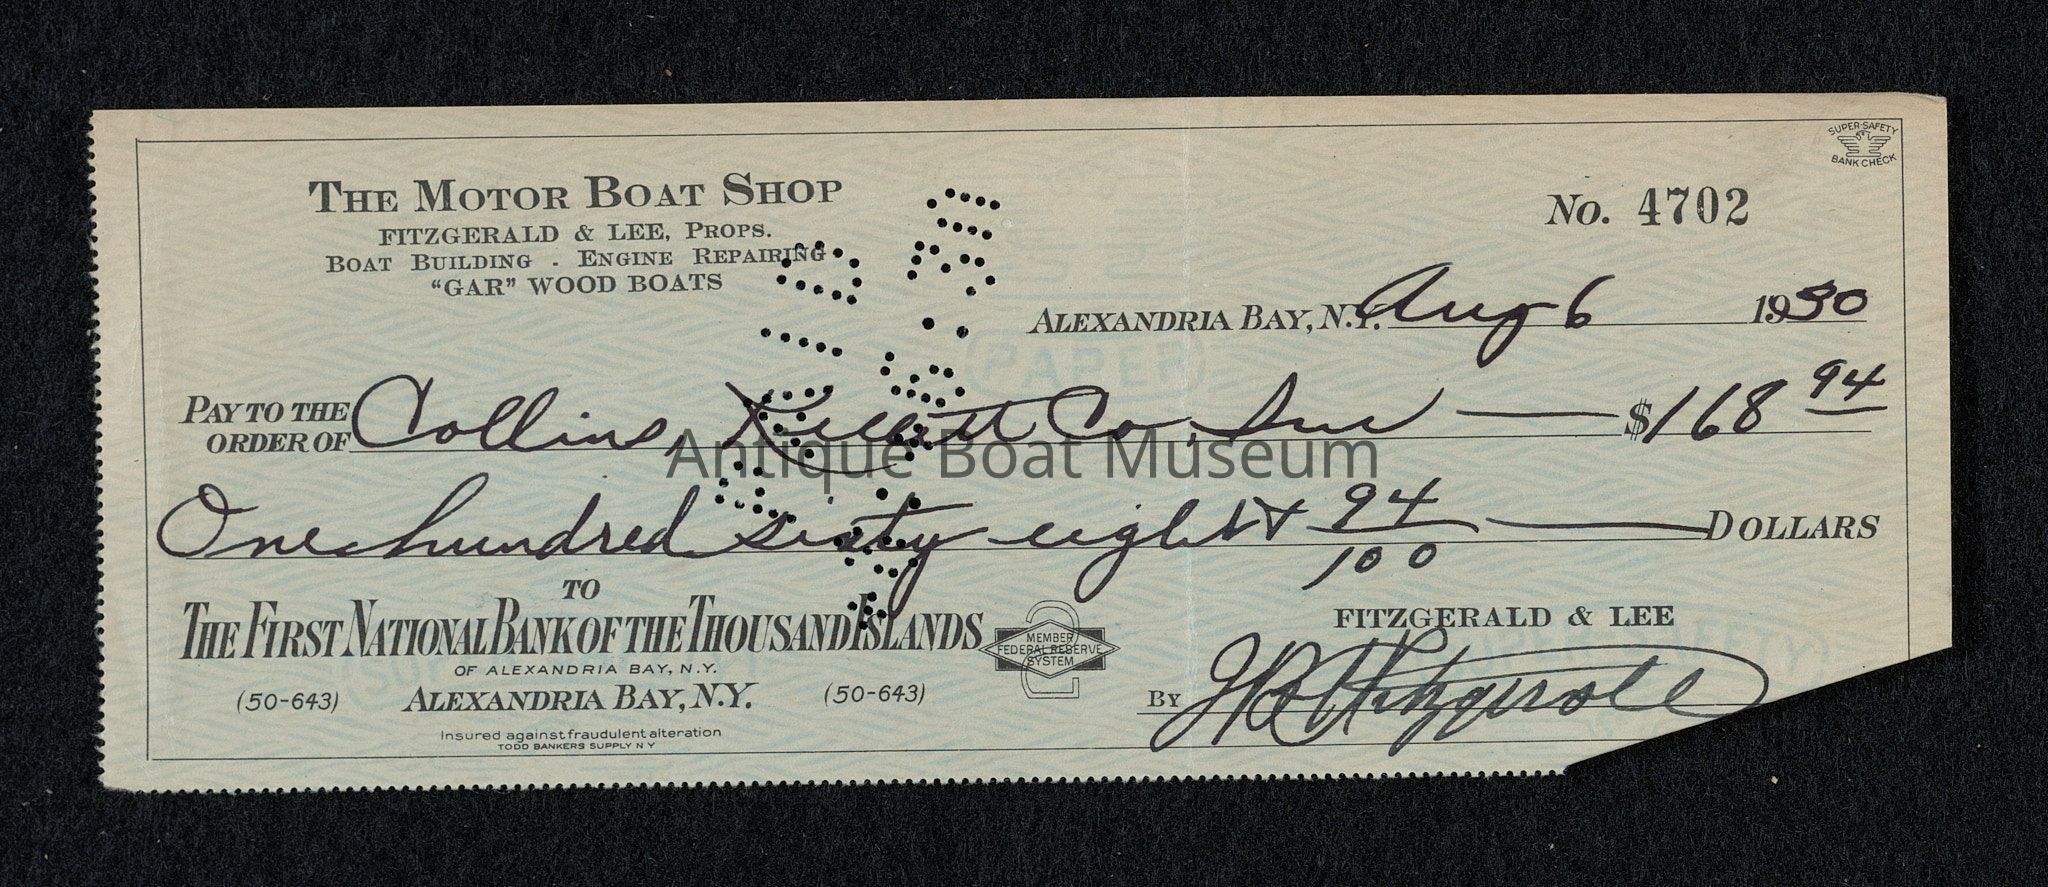 SUPER-SAFETY
BANK CHECK
THE MOTOR BOAT SHOP
FITZGERALD & LEE, PROPS.
BOAT BUILDING . ENGINE REPAIRING
"GAR" WOOD BOATS
No. 4702
ALEXANDRIA BAY, N.Y. Aug 6 1930
PAPER
PAY TO THE
ORDER OF Collins, Co. Inc $168 94
Antique Boat Museum
One hundred sixty eight & 94/100 DOLLARS
TO
THE FIRST NATIONAL BANK OF THE THOUSAND ISLANDS
OF ALEXANDRIA BAY, N.Y.
(50-643) ALEXANDRIA BAY, N.Y. (50-643)
Insured against fraudulent alteration
TODD BANKERS SUPPLY N Y
2
MEMBER
FEDERAL RESERVE
SYSTEM
FITZGERALD & LEE
BY Fitzgerald